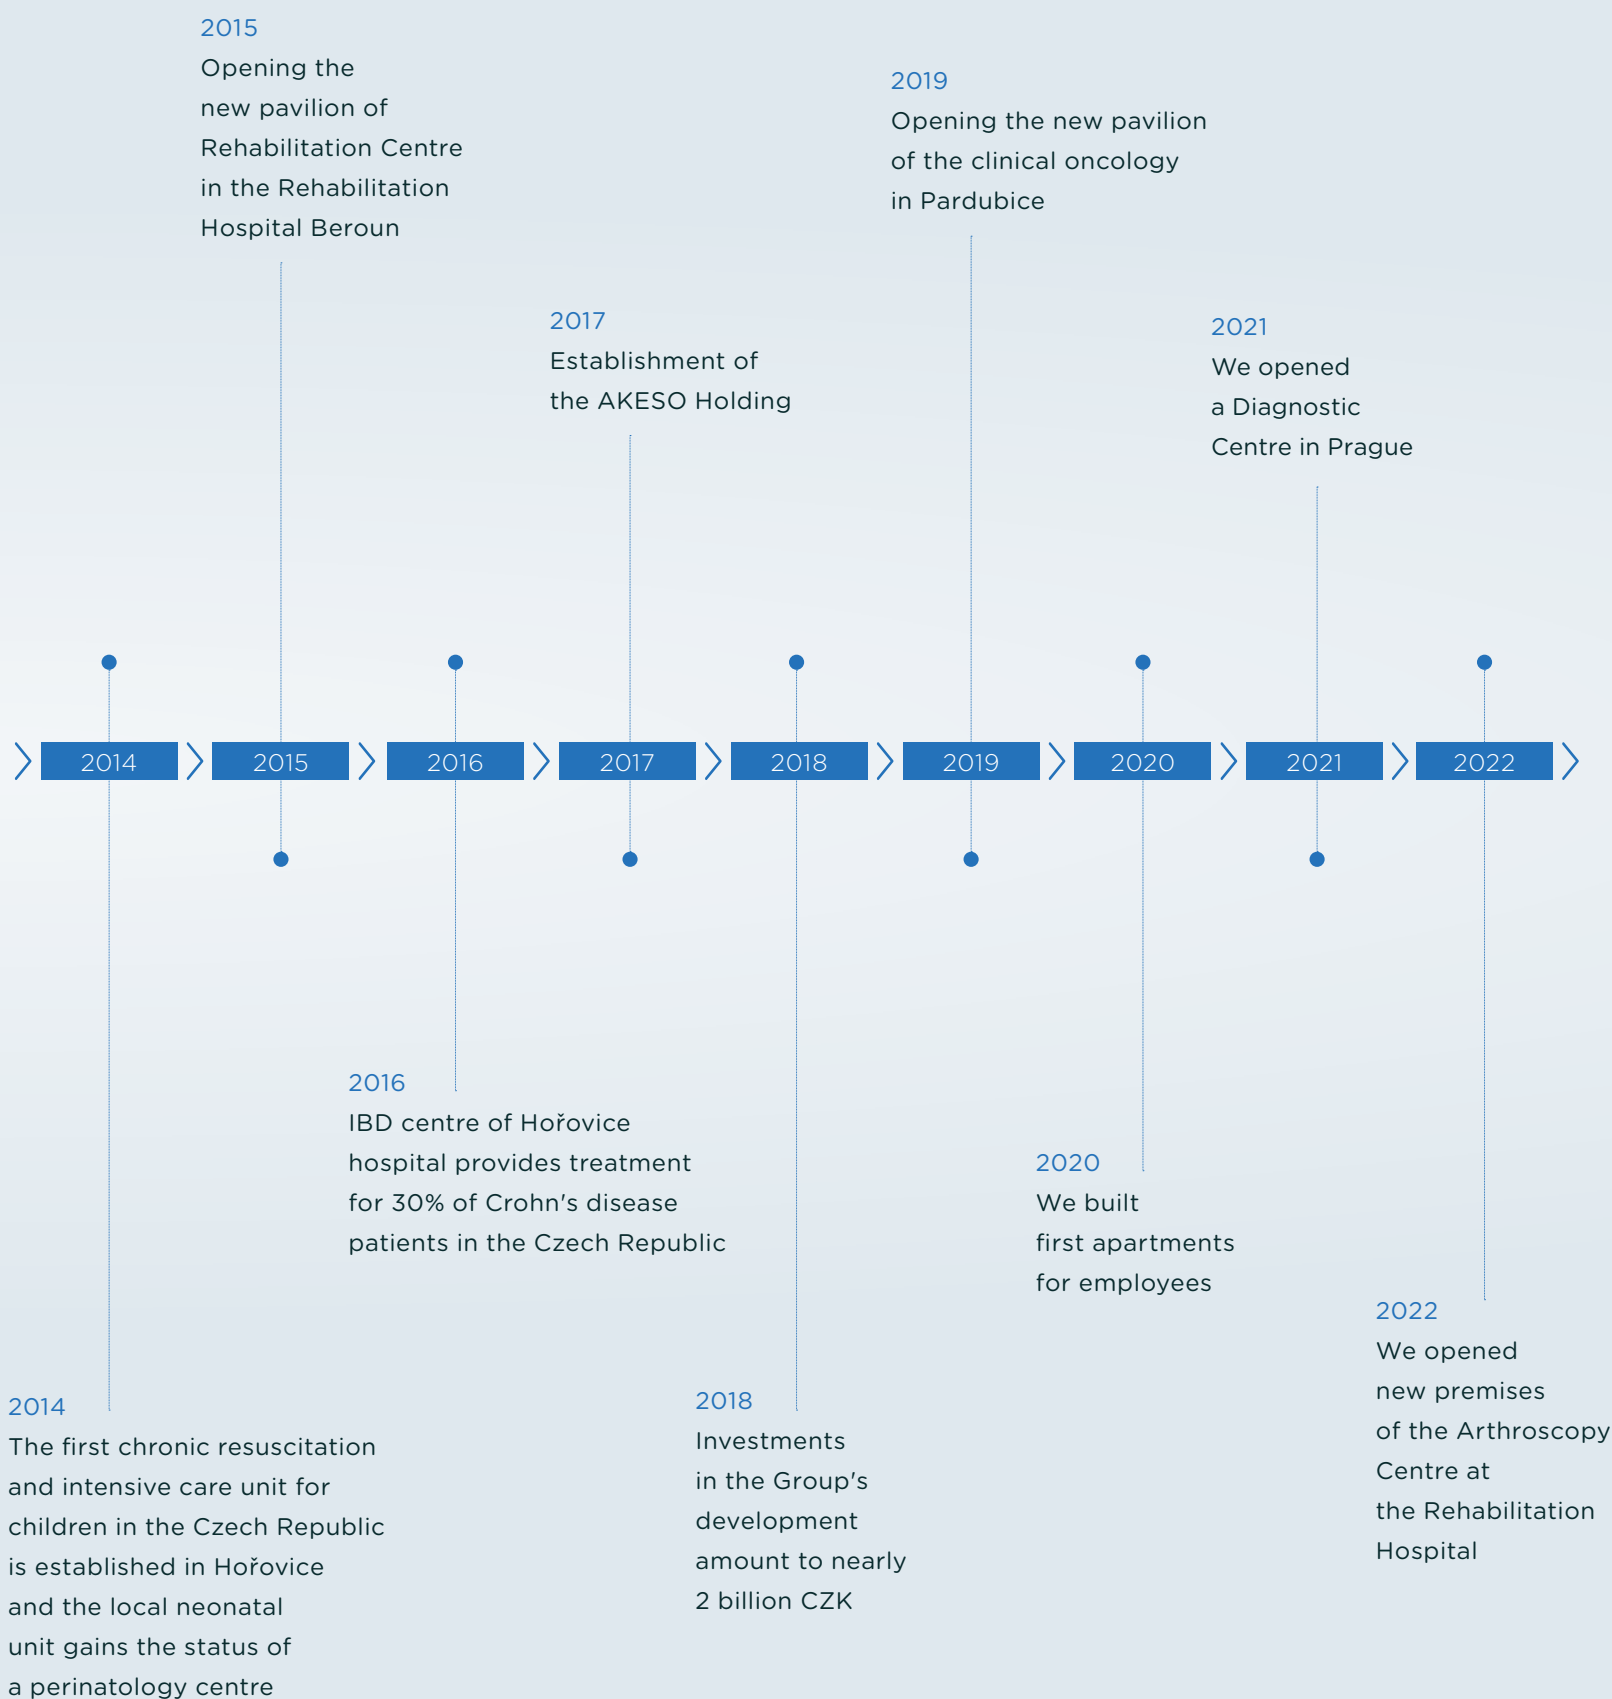 2015
Opening the
new pavilion of
Rehabilitation Centre
in the Rehabilitation
Hospital Beroun
2019
Opening the new pavilion
of the clinical oncology
in Pardubice
2017
Establishment of
the AKESO Holding
2021
We opened
a Diagnostic
Centre in Prague
2014
2015
2016
2017
2018
2019
2020
2021
2022
2016
IBD centre of Hořovice
hospital provides treatment
for 30% of Crohn's disease
patients in the Czech Republic
2020
We built
first apartments
for employees
2022
We opened
new premises
of the Arthroscopy
Centre at
the Rehabilitation
Hospital
2014
The first chronic resuscitation
and intensive care unit for
children in the Czech Republic
is established in Hořovice
and the local neonatal
unit gains the status of
a perinatology centre
2018
Investments
in the Group's
development
amount to nearly
2 billion CZK